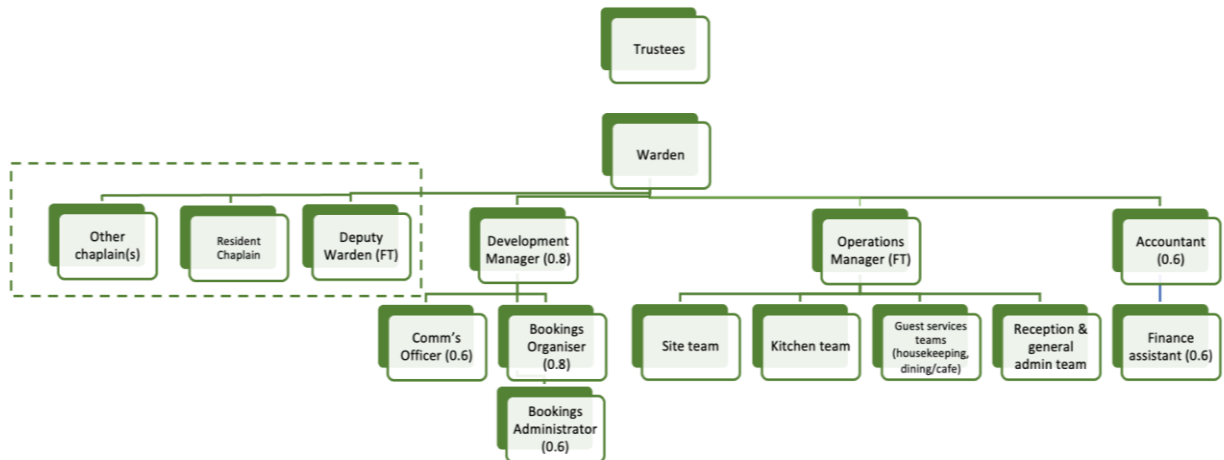 Trustees
Warden
Other
chaplain(s)
Resident
Chaplain
Deputy
Warden (FT)
Development
Manager (0.8)
Operations
Manager (FT)
Accountant
(0.6)
Comm's
Officer (0.6)
Bookings
Organiser
(0.8)
Site team
Kitchen team
Guest services
teams
(housekeeping,
dining/cafe)
Reception &
general
admin team
Finance
assistant (0.6)
Bookings
Administrator
(0.6)